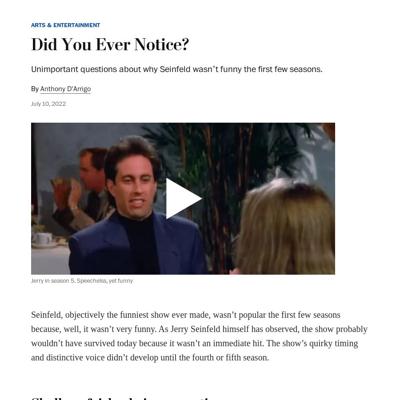 ARTS & ENTERTAINMENT
Did You Ever Notice?
Unimportant questions about why Seinfeld wasn't funny the first few seasons.
By Anthony D'Arrigo
July 10, 2022
Jerry in season 5. Speechelss, yet funny
Seinfeld, objectively the funniest show ever made, wasn't popular the first few seasons
because, well, it wasn't very funny. As Jerry Seinfeld himself has observed, the show probably
wouldn't have survived today because it wasn't an immediate hit. The show's quirky timing
and distinctive voice didn't develop until the fourth or fifth season.